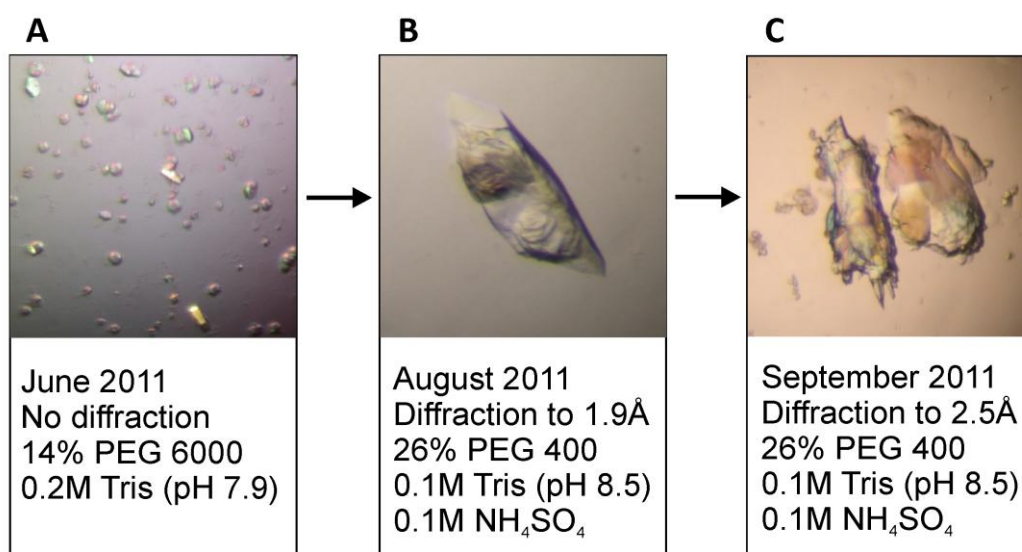 A
B
C
June 2011
No diffraction
14% PEG 6000
0.2M Tris (pH 7.9)
August 2011
Diffraction to 1.9Å
26% PEG 400
0.1M Tris (pH 8.5)
0.1M NH₄SO₄
September 2011
Diffraction to 2.5Å
26% PEG 400
0.1M Tris (pH 8.5)
0.1M NH₄SO₄